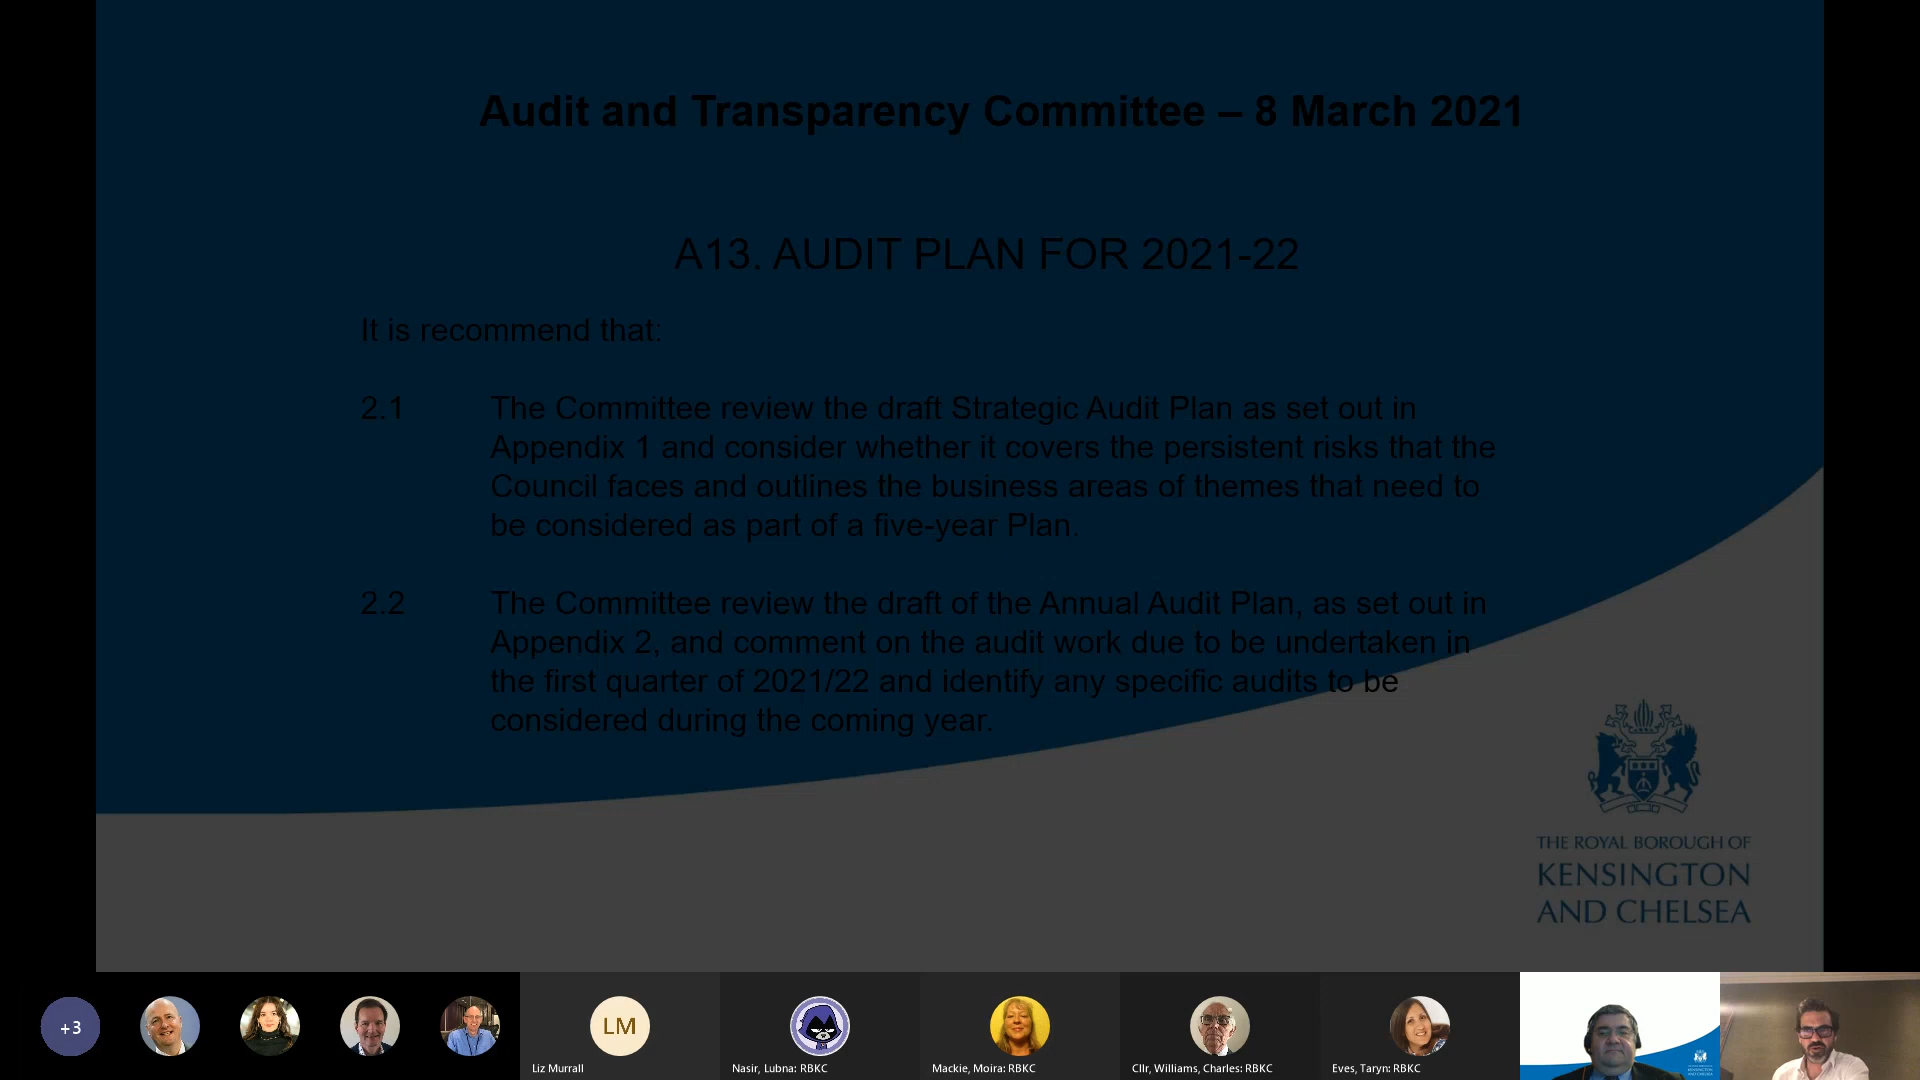 Audit and Transparency Committee – 8 March 2021
A13. AUDIT PLAN FOR 2021-22
It is recommend that:
2.1 The Committee review the draft Strategic Audit Plan as set out in
Appendix 1 and consider whether it covers the persistent risks that the
Council faces and outlines the business areas of themes that need to
be considered as part of a five-year Plan.
2.2 The Committee review the draft of the Annual Audit Plan, as set out in
Appendix 2, and comment on the audit work due to be undertaken in
the first quarter of 2021/22 and identify any specific audits to be
considered during the coming year.
THE ROYAL BOROUGH OF
KENSINGTON
AND CHELSEA
+3
LM
Liz Murrall
Nasir, Lubna: RBKC
Mackie, Moira: RBKC
Cllr, Williams, Charles: RBKC
Eves, Taryn: RBKC